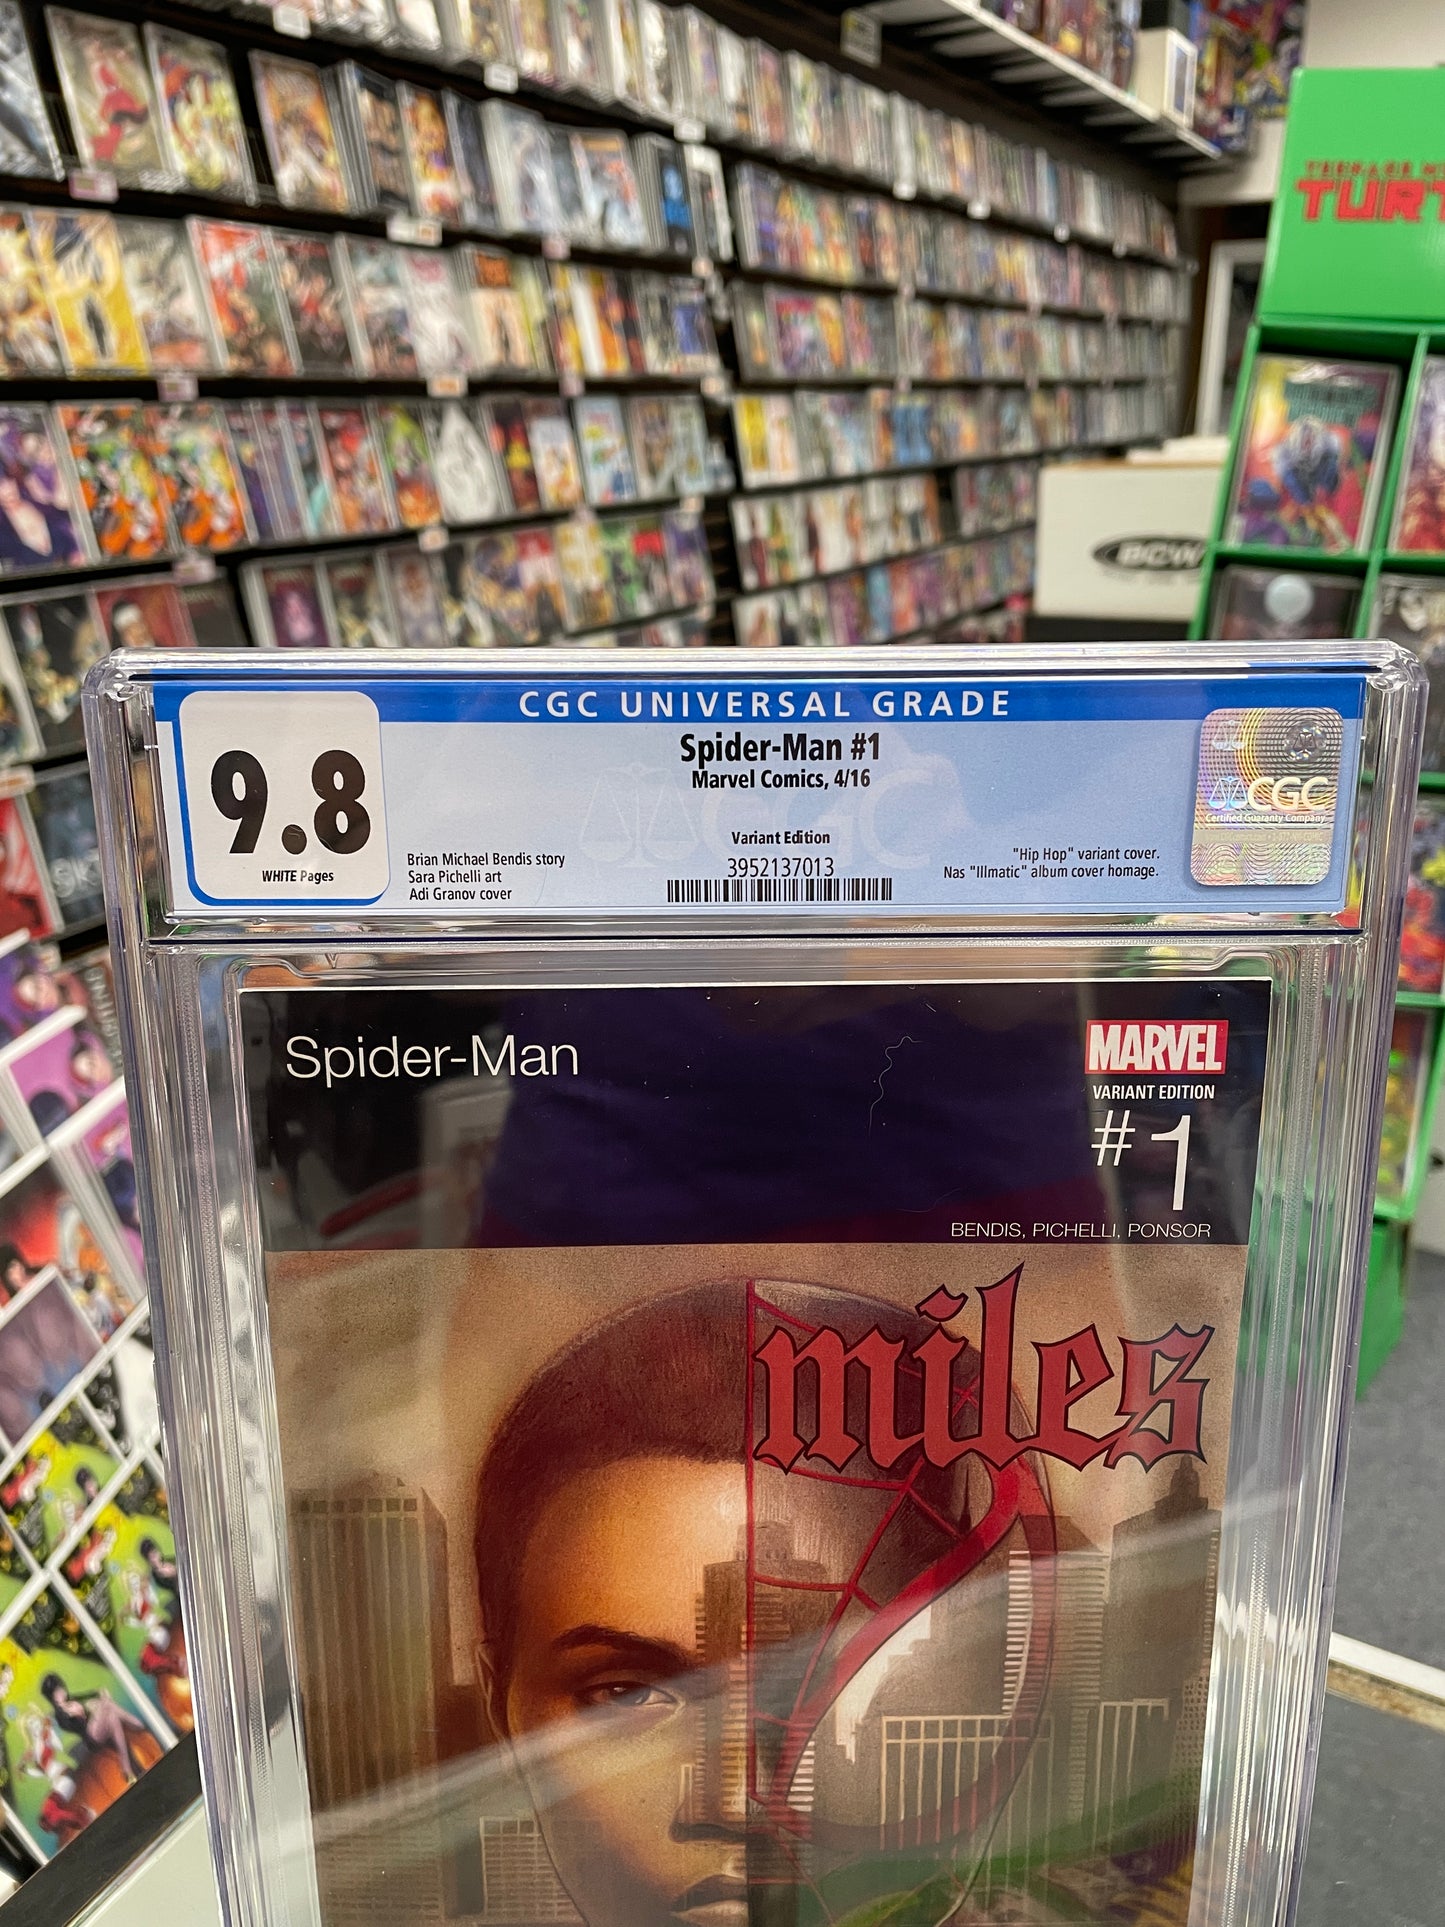 TEENAGE
TURT
BCW
CGC UNIVERSAL GRADE
9.8
WHITE Pages
Spider-Man #1
Marvel Comics, 4/16
Variant Edition
3952137013
Brian Michael Bendis story
Sara Pichelli art
Adi Granov cover
"Hip Hop" variant cover.
Nas "Illmatic" album cover homage.
CGC
Certified Guaranty Company
CGC
Spider-Man
MARVEL
VARIANT EDITION
#1
BENDIS, PICHELLI, PONSOR
miles